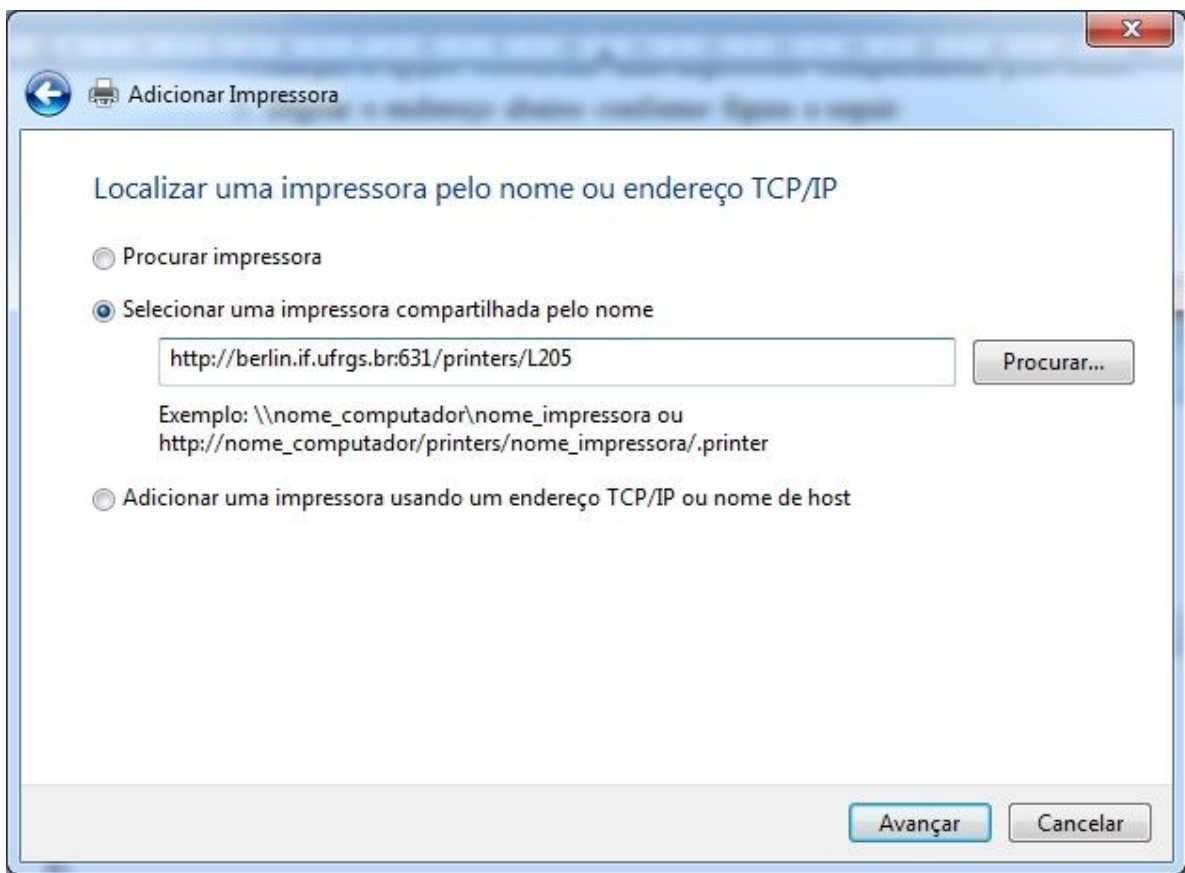 Adicionar Impressora
Localizar uma impressora pelo nome ou endereço TCP/IP
Procurar impressora
Selecionar uma impressora compartilhada pelo nome
http://berlin.if.ufrgs.br:631/printers/L205
Procurar...
Exemplo: \\nome_computador\nome_impressora ou
http://nome_computador/printers/nome_impressora/.printer
Adicionar uma impressora usando um endereço TCP/IP ou nome de host
Avançar
Cancelar